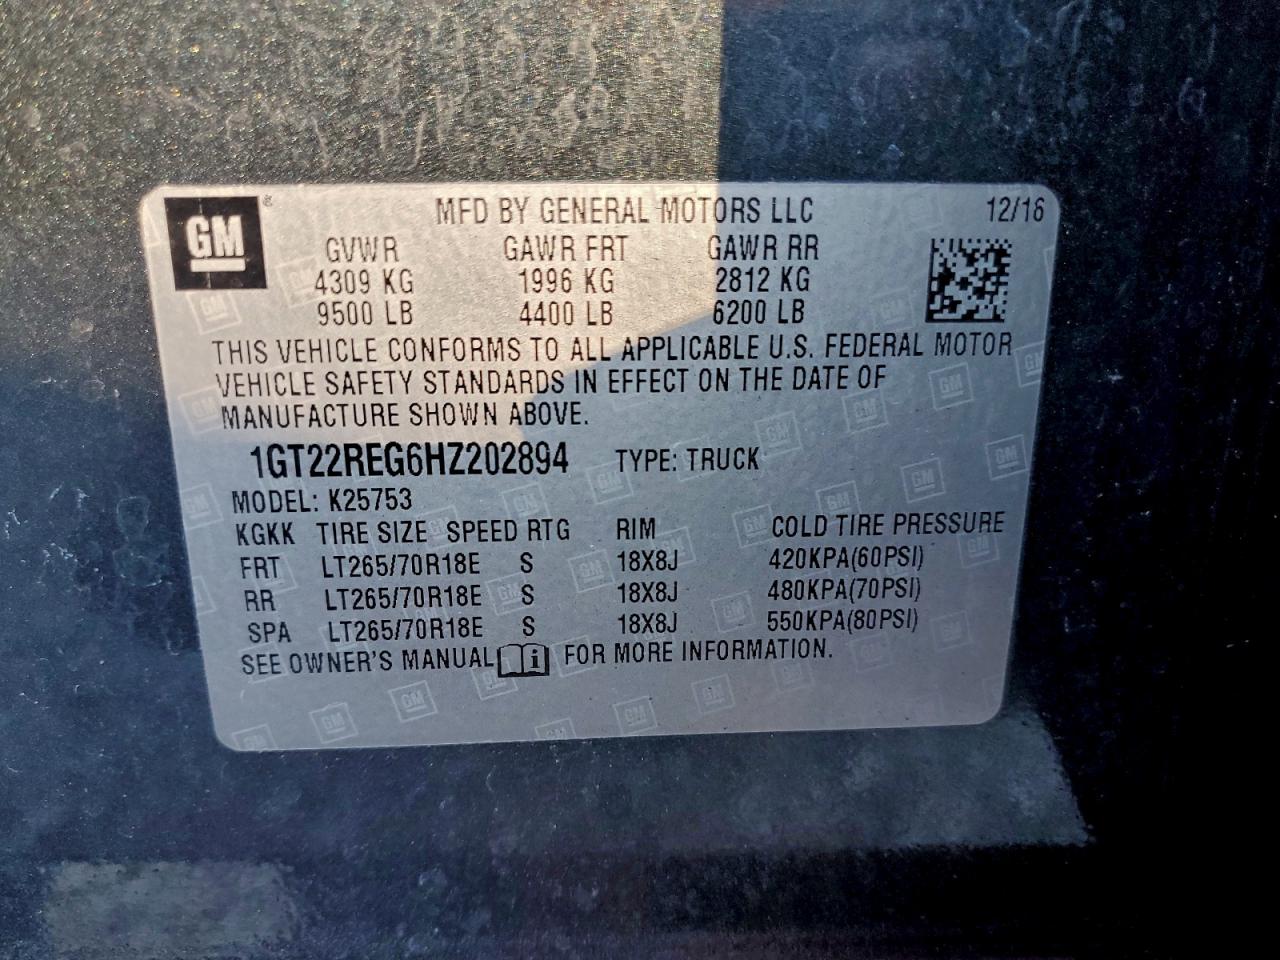 GM ® MFD BY GENERAL MOTORS LLC 12/16
GVWR GAWR FRT GAWR RR
4309 KG 1996 KG 2812 KG
9500 LB 4400 LB 6200 LB
THIS VEHICLE CONFORMS TO ALL APPLICABLE U.S. FEDERAL MOTOR
VEHICLE SAFETY STANDARDS IN EFFECT ON THE DATE OF
MANUFACTURE SHOWN ABOVE.
1GT22REG6HZ202894 TYPE: TRUCK
MODEL: K25753
KGKK TIRE SIZE SPEED RTG RIM COLD TIRE PRESSURE
FRT LT265/70R18E S 18X8J 420KPA(60PSI)
RR LT265/70R18E S 18X8J 480KPA(70PSI)
SPA LT265/70R18E S 18X8J 550KPA(80PSI)
SEE OWNER'S MANUAL i FOR MORE INFORMATION.